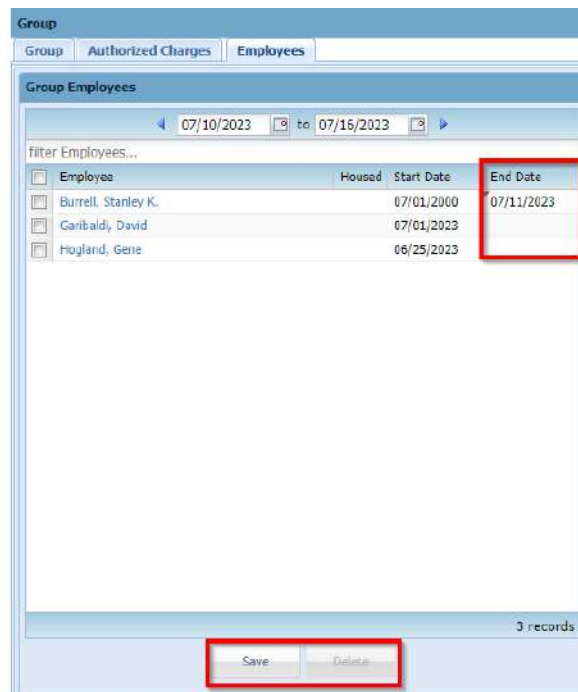 Group
Group Authorized Charges Employees
Group Employees
07/10/2023 to 07/16/2023
filter Employees...
Employee Housed Start Date End Date
Burrell, Stanley K. 07/01/2000 07/11/2023
Garibaldi, David 07/01/2023
Hogland, Gene 06/25/2023
3 records
Save Delete